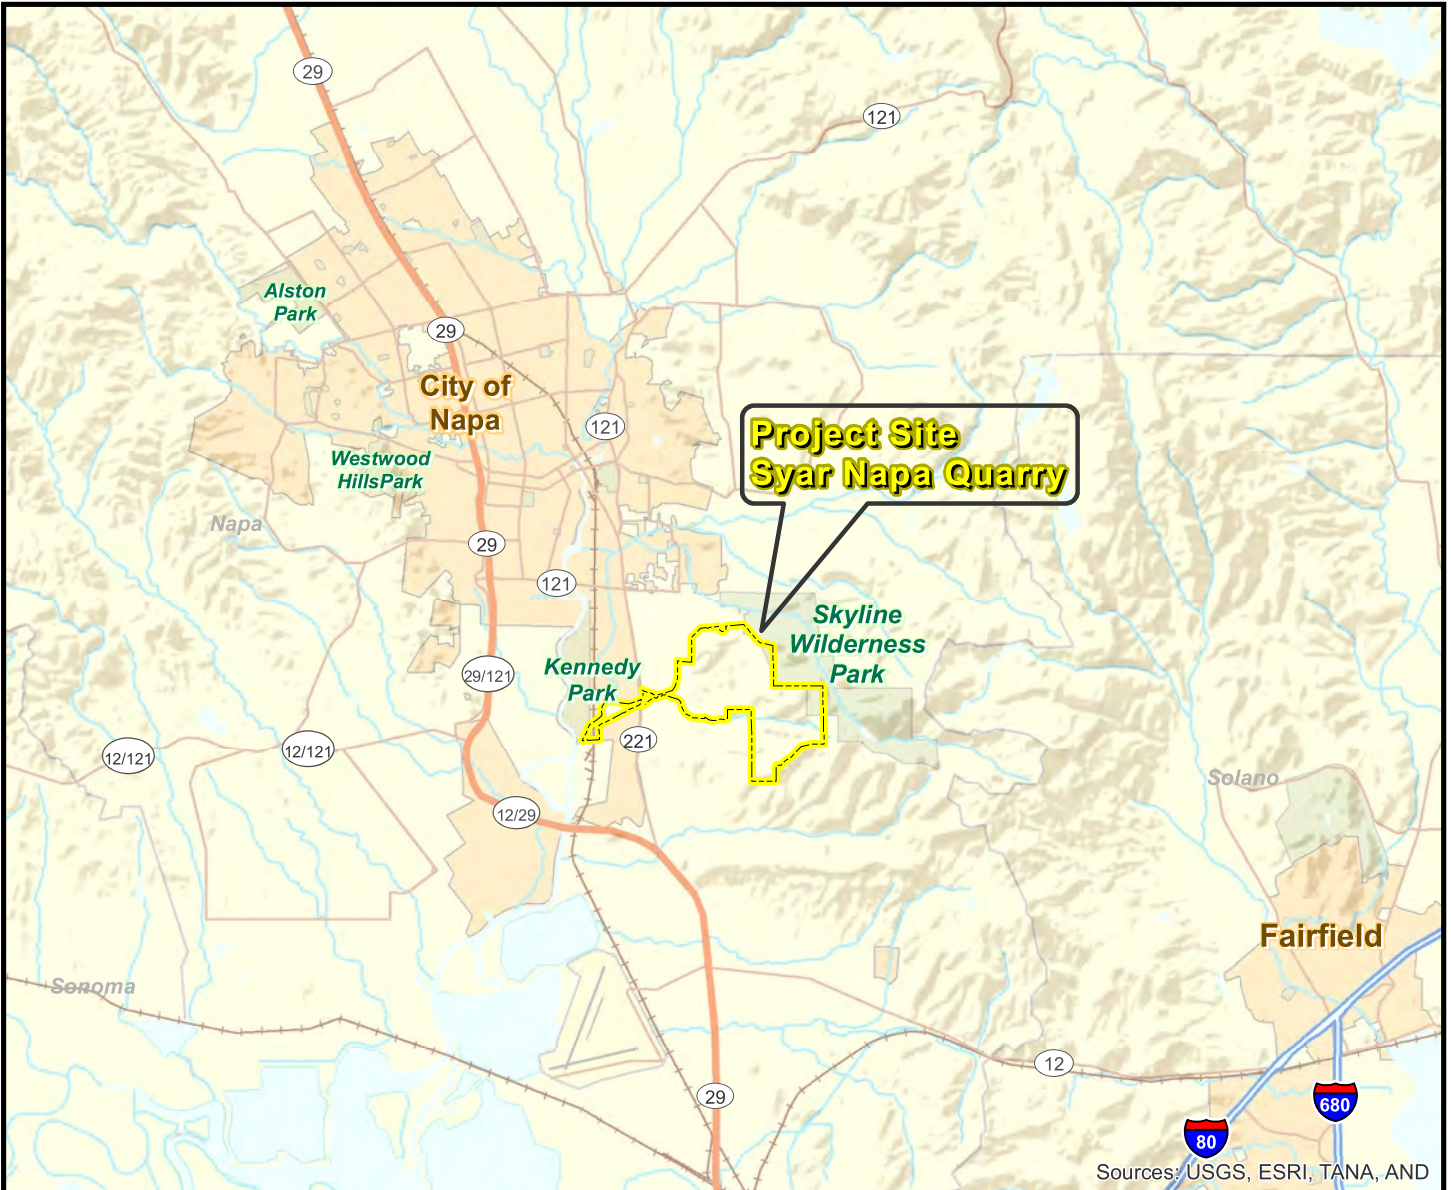 29
121
Alston
Park
29
City of
Napa
121
Project Site
Syar Napa Quarry
Westwood
HillsPark
Napa
29
121
Skyline
Wilderness
Park
Kennedy
Park
29/121
221
12/121
12/121
Solano
12/29
Fairfield
Sonoma
12
29
680
80
Sources: USGS, ESRI, TANA, AND